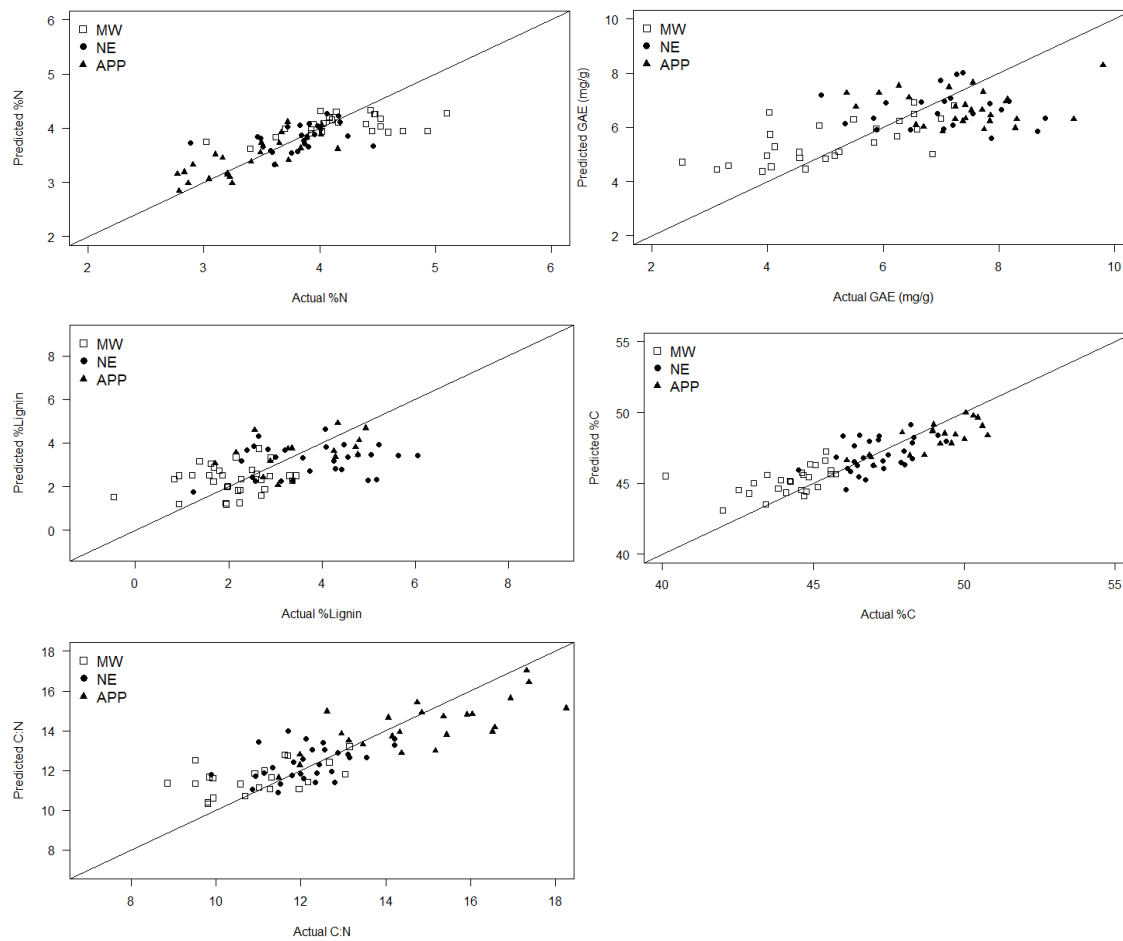 6
5
4
3
2
MW
NE
APP
Predicted %N
2 3 4 5 6
Actual %N
10
8
6
4
2
MW
NE
APP
Predicted GAE (mg/g)
2 4 6 8 10
Actual GAE (mg/g)
8
6
4
2
0
MW
NE
APP
Predicted %Lignin
0 2 4 6 8
Actual %Lignin
55
50
45
40
MW
NE
APP
Predicted %C
40 45 50 55
Actual %C
18
16
14
12
10
8
MW
NE
APP
Predicted C:N
8 10 12 14 16 18
Actual C:N